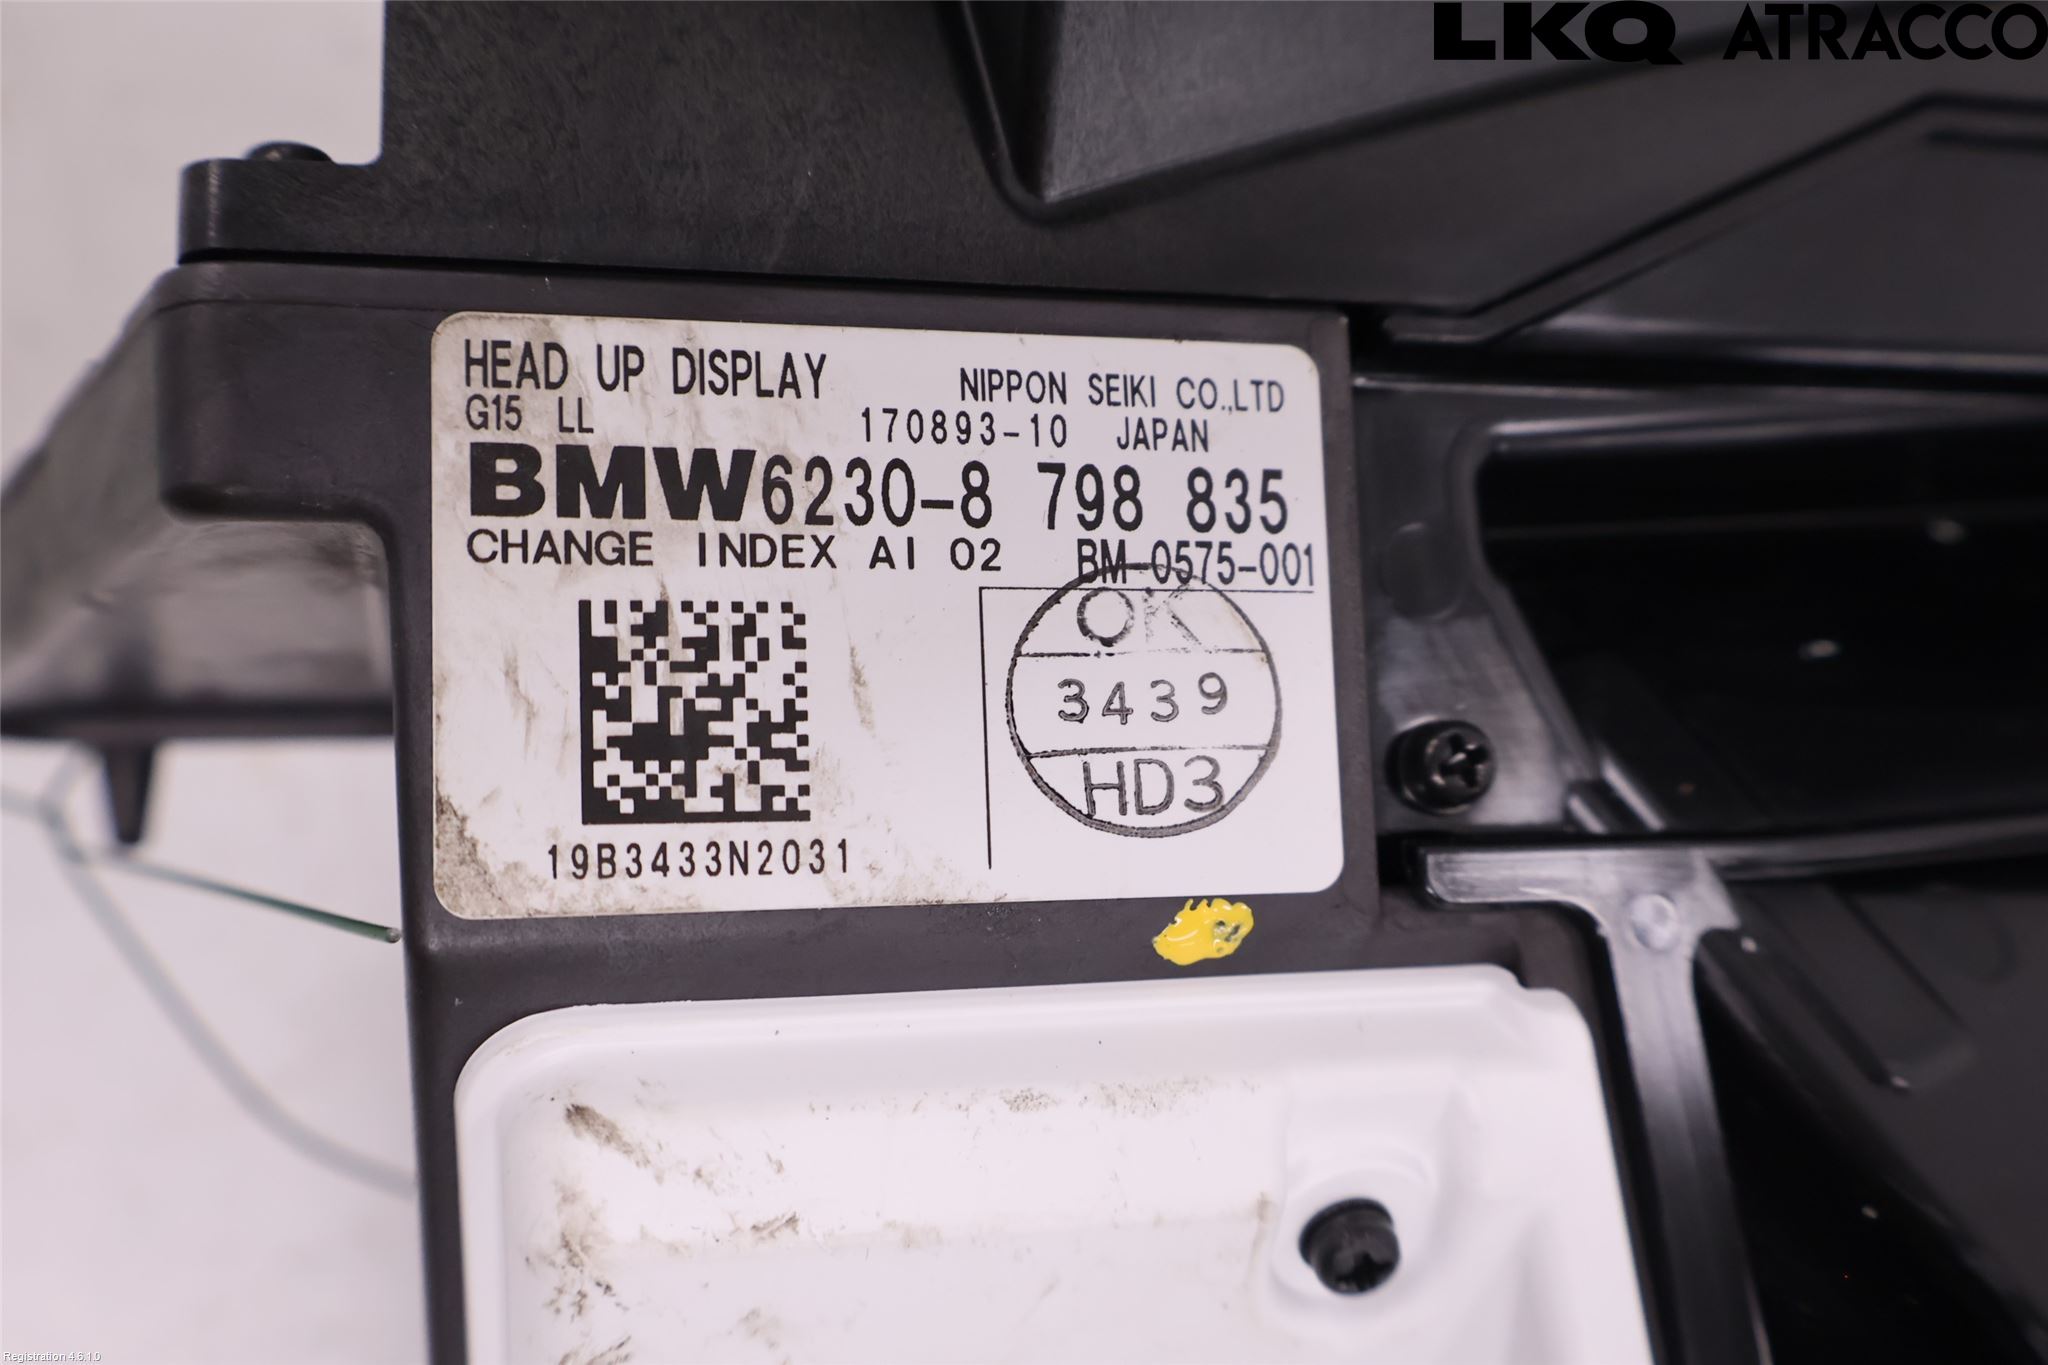 LKQ ATRACCO
HEAD UP DISPLAY NIPPON SEIKI CO.,LTD
G15 LL 170893-10 JAPAN
BMW6230-8 798 835
CHANGE INDEX AI 02 BM-0575-001
OK
3439
HD3
19B3433N2031
Registration 4.6.1.0